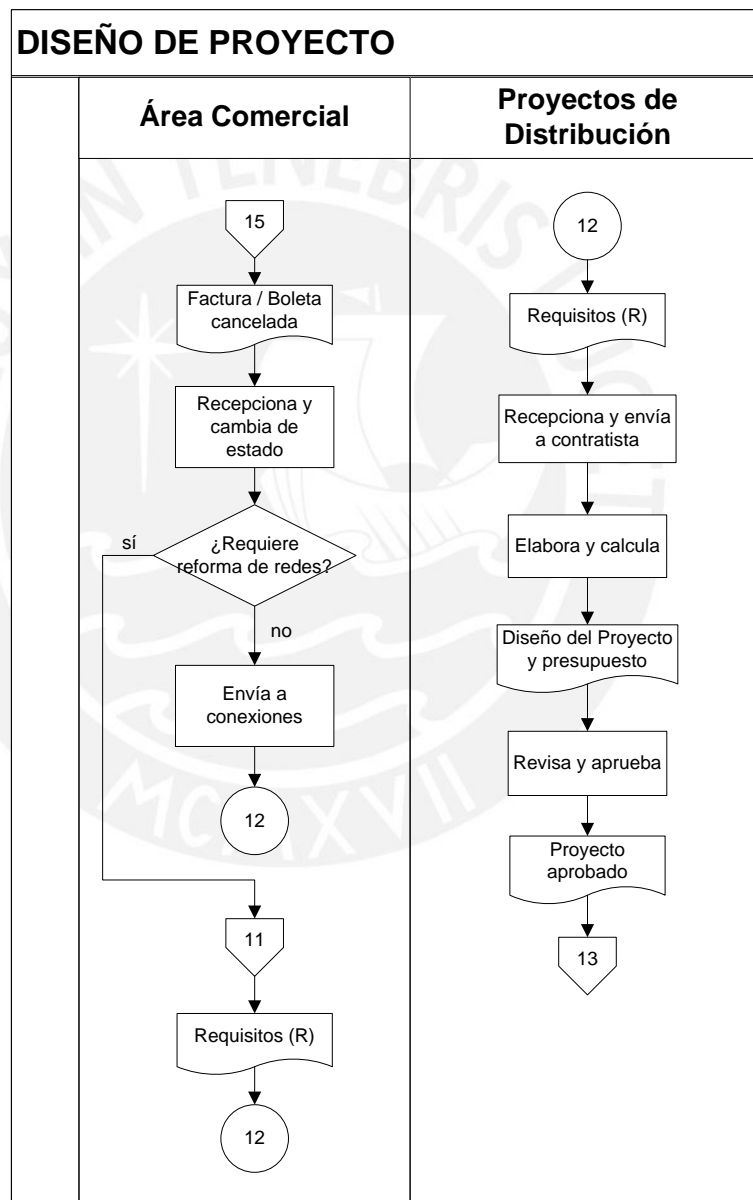 DISEÑO DE PROYECTO
Área Comercial
Proyectos de
Distribución
15
Factura / Boleta
cancelada
Recepciona y
cambia de
estado
¿Requiere
reforma de redes?
sí
no
Envía a
conexiones
12
11
Requisitos (R)
12
12
Requisitos (R)
Recepciona y envía
a contratista
Elabora y calcula
Diseño del Proyecto
y presupuesto
Revisa y aprueba
Proyecto
aprobado
13
MCMXVII